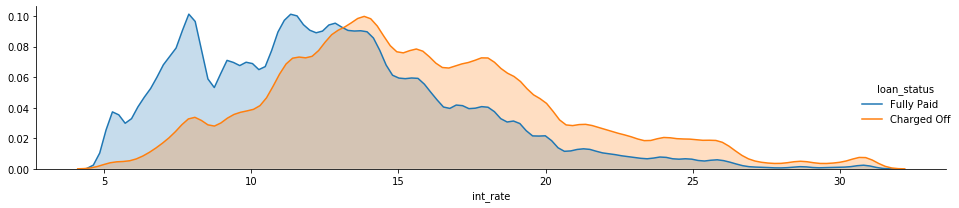 0.10
0.08
0.06
0.04
0.02
0.00
5 10 15 20 25 30
int_rate
loan_status
Fully Paid
Charged Off